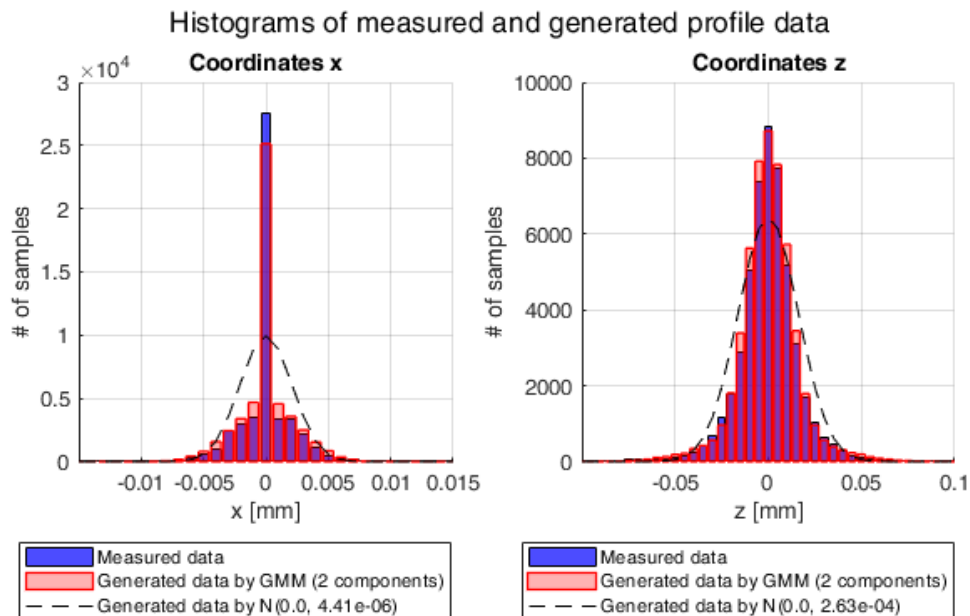 Histograms of measured and generated profile data
Coordinates x
×10⁴
3
2.5
2
1.5
1
0.5
0
-0.01 -0.005 0 0.005 0.01 0.015
x [mm]
# of samples
Measured data
Generated data by GMM (2 components)
Generated data by N(0.0, 4.41e-06)
Coordinates z
10000
8000
6000
4000
2000
0
-0.05 0 0.05 0.1
z [mm]
# of samples
Measured data
Generated data by GMM (2 components)
Generated data by N(0.0, 2.63e-04)